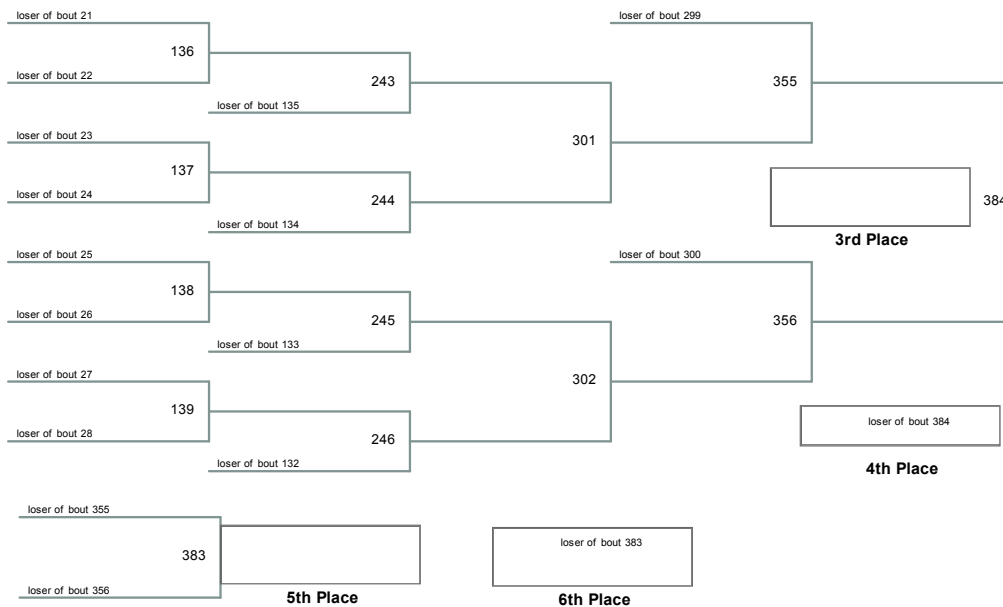 loser of bout 21
loser of bout 299
136
loser of bout 22
243
355
loser of bout 135
loser of bout 23
301
137
loser of bout 24
244
384
loser of bout 134
3rd Place
loser of bout 25
loser of bout 300
138
loser of bout 26
245
356
loser of bout 133
loser of bout 27
302
139
loser of bout 28
loser of bout 384
246
loser of bout 132
4th Place
loser of bout 355
383
loser of bout 383
loser of bout 356
5th Place
6th Place